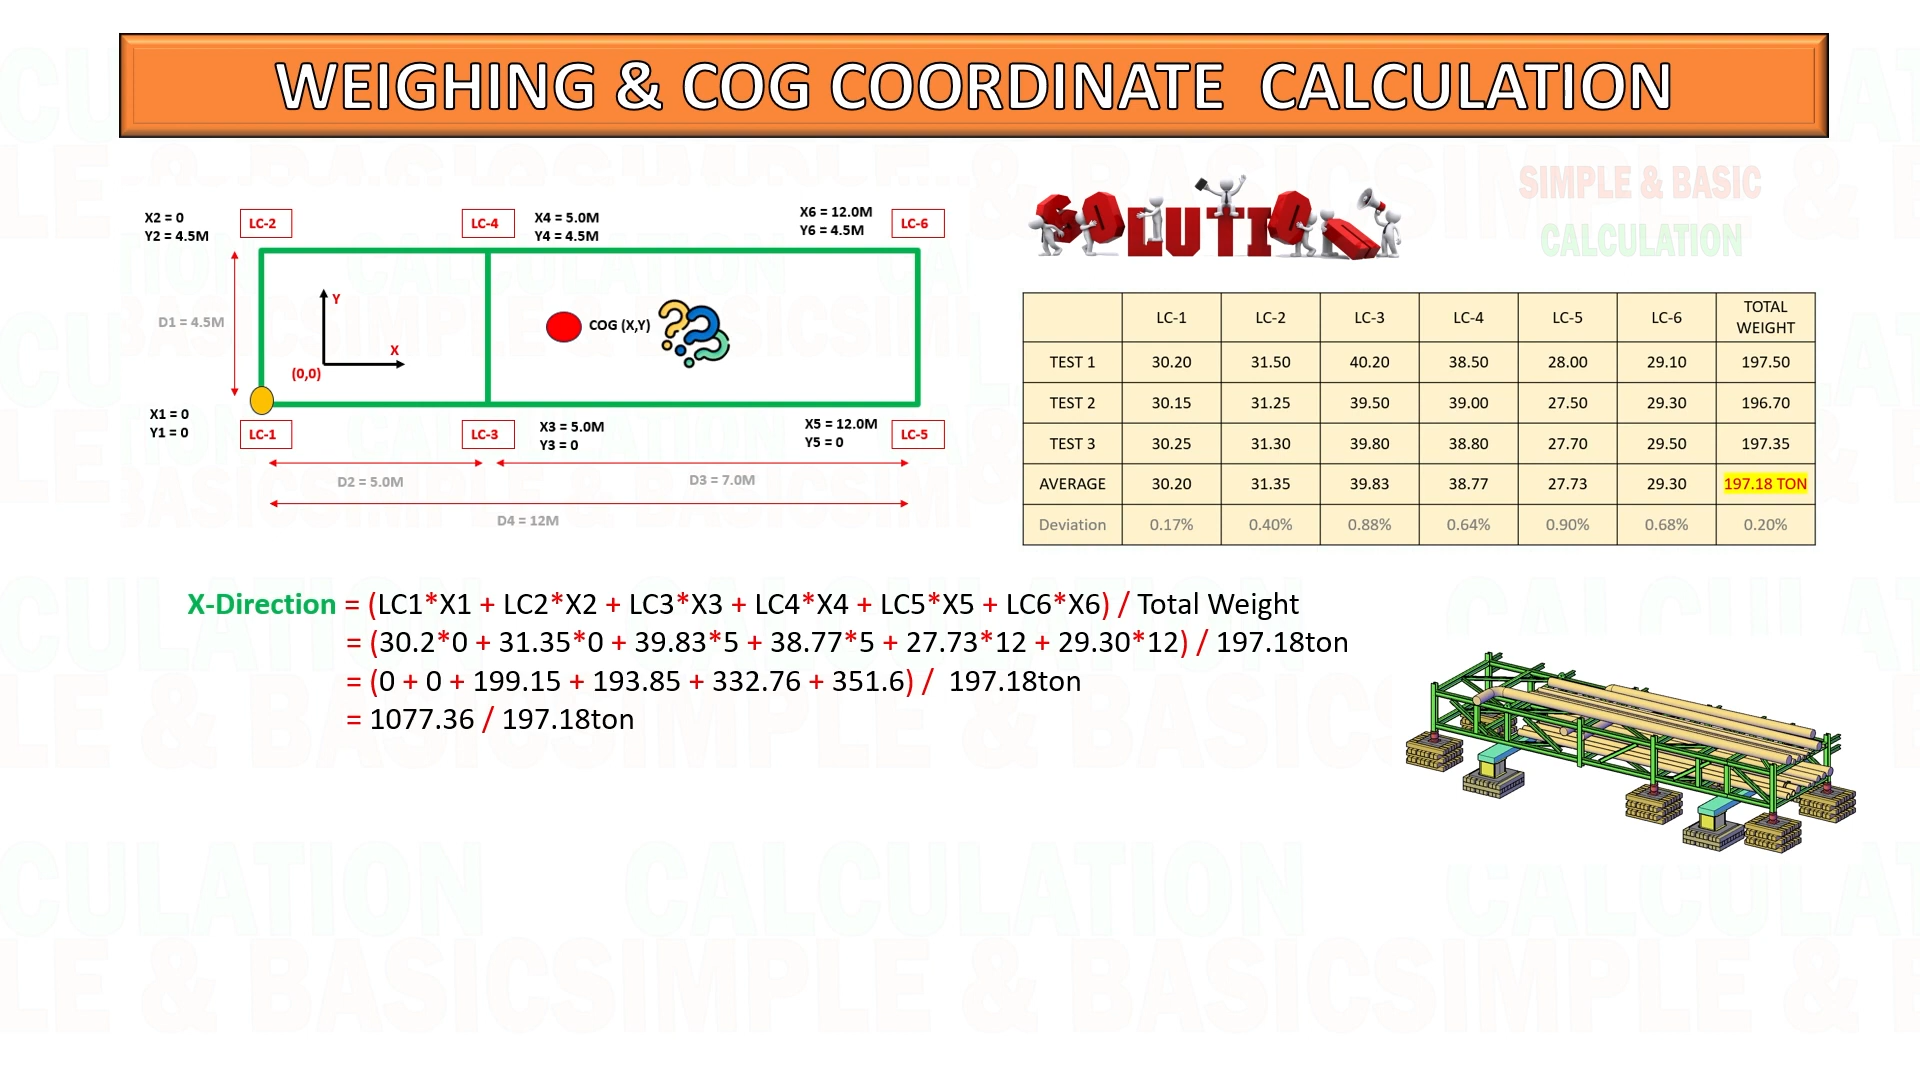 WEIGHING & COG COORDINATE CALCULATION
X2 = 0
Y2 = 4.5M
LC-2
LC-4
X4 = 5.0M
Y4 = 4.5M
X6 = 12.0M
Y6 = 4.5M
LC-6
D1 = 4.5M
Y
X
(0,0)
COG (X,Y)
X1 = 0
Y1 = 0
LC-1
LC-3
X3 = 5.0M
Y3 = 0
X5 = 12.0M
Y5 = 0
LC-5
D2 = 5.0M
D3 = 7.0M
D4 = 12M
SOLUTION
SIMPLE & BASIC
CALCULATION
LC-1 LC-2 LC-3 LC-4 LC-5 LC-6 TOTAL WEIGHT
TEST 1 30.20 31.50 40.20 38.50 28.00 29.10 197.50
TEST 2 30.15 31.25 39.50 39.00 27.50 29.30 196.70
TEST 3 30.25 31.30 39.80 38.80 27.70 29.50 197.35
AVERAGE 30.20 31.35 39.83 38.77 27.73 29.30 197.18 TON
Deviation 0.17% 0.40% 0.88% 0.64% 0.90% 0.68% 0.20%
X-Direction = (LC1*X1 + LC2*X2 + LC3*X3 + LC4*X4 + LC5*X5 + LC6*X6) / Total Weight
= (30.2*0 + 31.35*0 + 39.83*5 + 38.77*5 + 27.73*12 + 29.30*12) / 197.18ton
= (0 + 0 + 199.15 + 193.85 + 332.76 + 351.6) / 197.18ton
= 1077.36 / 197.18ton